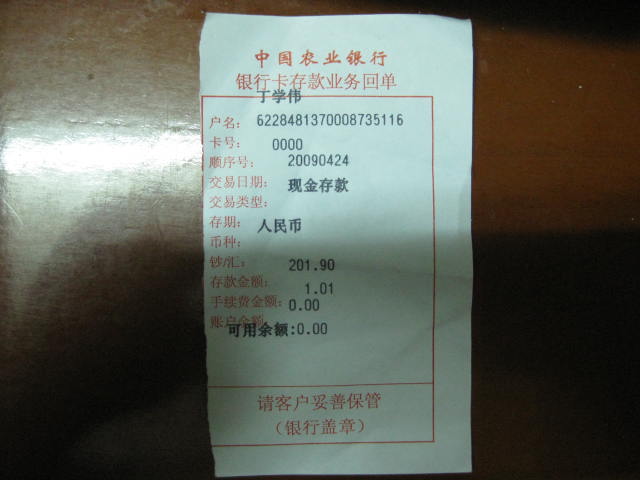 中国农业银行
银行卡存款业务回单
丁学伟
户名：
6228481370008735116
卡号：
0000
顺序号：
20090424
交易日期：
现金存款
交易类型：
存期：
人民币
币种：
钞/汇：
201.90
存款金额：
1.01
手续费金额：
0.00
账户金额
可用余额:0.00
请客户妥善保管
（银行盖章）